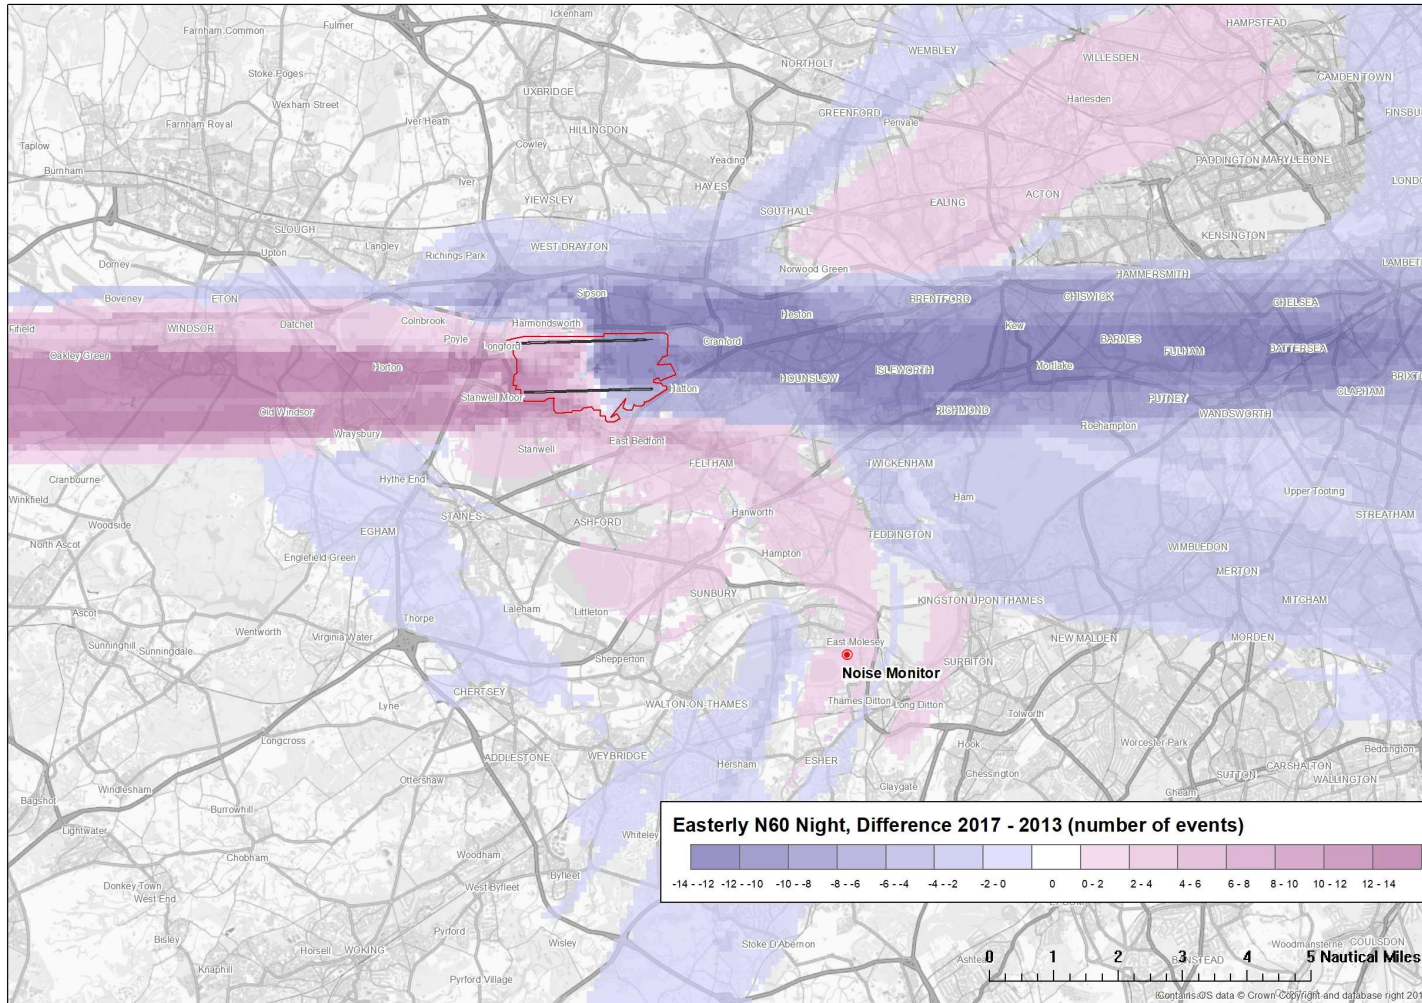 Ickenham
Farnham Common
Fulmer
HAMPSTEAD
WEMBLEY
NORTHOLT
WILLESDEN
Stoke Poges
CAMDEN TOWN
UXBRIDGE
Harlesden
Wexham Street
GREENFORD
FINSBU
Farnham Royal
Iver Heath
Perivale
HILLINGDON
Taplow
Cowley
Yeading
PADDINGTON
MARYLEBONE
Burnham
Iver
HAYES
LONDO
YIEWSLEY
ACTON
EALING
SOUTHALL
SLOUGH
KENSINGTON
Langley
WEST DRAYTON
Upton
Richings Park
Dorney
Norwood Green
HAMMERSMITH
LAMBET
Sipson
Boveney
ETON
BRENTFORD
CHISWICK
CHELSEA
Heston
Colnbrook
Harmondsworth
Datchet
Fifield
WINDSOR
Kew
Poyle
Longford
Cranford
BARNES
BATTERSEA
FULHAM
Oakley Green
Horton
ISLEWORTH
Mortlake
HOUNSLOW
BRIXT
Hatton
CLAPHAM
Stanwell Moor
PUTNEY
Old Windsor
RICHMOND
WANDSWORTH
Roehampton
Wraysbury
East Bedfont
Stanwell
FELTHAM
TWICKENHAM
Cranbourne
Hythe End
Upper Tooting
Winkfield
Ham
Hanworth
STAINES
STREATHAM
Woodside
ASHFORD
EGHAM
TEDDINGTON
North Ascot
WIMBLEDON
Englefield Green
Hampton
MERTON
SUNBURY
KINGSTON UPON THAMES
MITCHAM
Ascot
Laleham
Littleton
Thorpe
Wentworth
Virginia Water
NEW MALDEN
MORDEN
East Molesey
Sunninghill
Sunningdale
Shepperton
SURBITON
Noise Monitor
CHERTSEY
Thames Ditton
Long Ditton
WALTON-ON-THAMES
Lyne
Tolworth
Longcross
Hook
Worcester Park
Beddington
ADDLESTONE
WEYBRIDGE
ESHER
Hersham
CARSHALTON
Chessington
SUTTON
WALLINGTON
Ottershaw
Claygate
Windlesham
Cheam
Bagshot
Burrowhill
Lightwater
Whiteley
Easterly N60 Night, Difference 2017 - 2013 (number of events)
Chobham
Woodham
Byfleet
-14 - -12 -12 - -10 -10 - -8 -8 - -6 -6 - -4 -4 - -2 -2 - 0 0 0 - 2 2 - 4 4 - 6 6 - 8 8 - 10 10 - 12 12 - 14
Donkey Town
West Byfleet
West End
Pyrford
Bisley
Wisley
Stoke D'Abernon
Woodmansterne
COULSDON
Horsell
WOKING
0 1 2 3 4 5 Nautical Miles
Knaphill
Pyrford Village
Contains OS data © Crown Copyright and database right 201